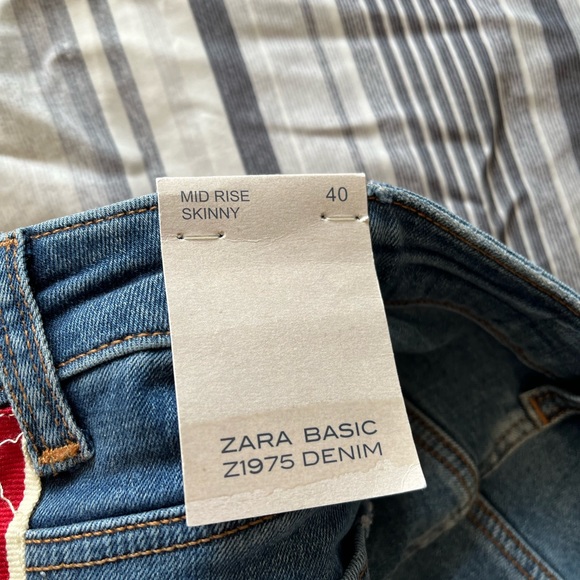 MID RISE 40
SKINNY
ZARA BASIC
Z1975 DENIM